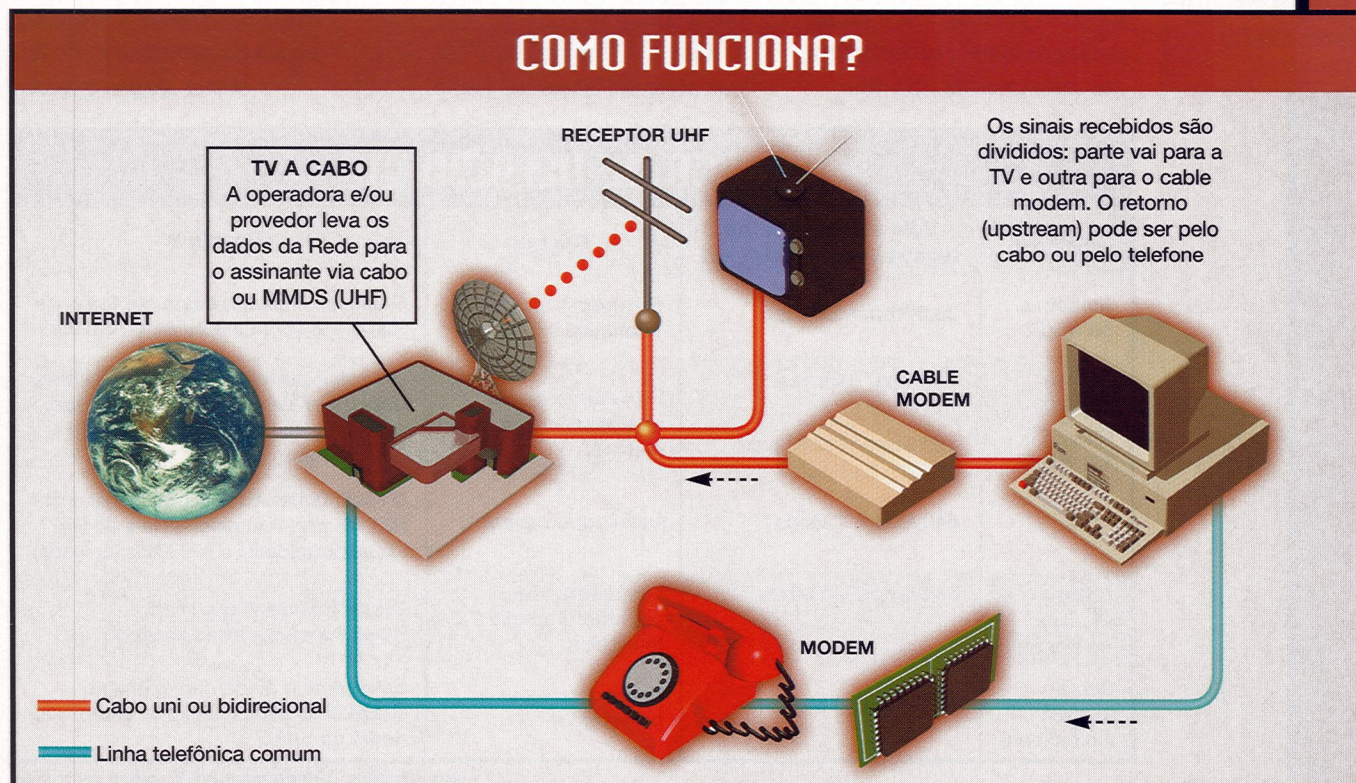 COMO FUNCIONA?
RECEPTOR UHF
Os sinais recebidos são
divididos: parte vai para a
TV e outra para o cable
modem. O retorno
(upstream) pode ser pelo
cabo ou pelo telefone
TV A CABO
A operadora e/ou
provedor leva os
dados da Rede para
o assinante via cabo
ou MMDS (UHF)
INTERNET
CABLE
MODEM
MODEM
Cabo uni ou bidirecional
Linha telefônica comum